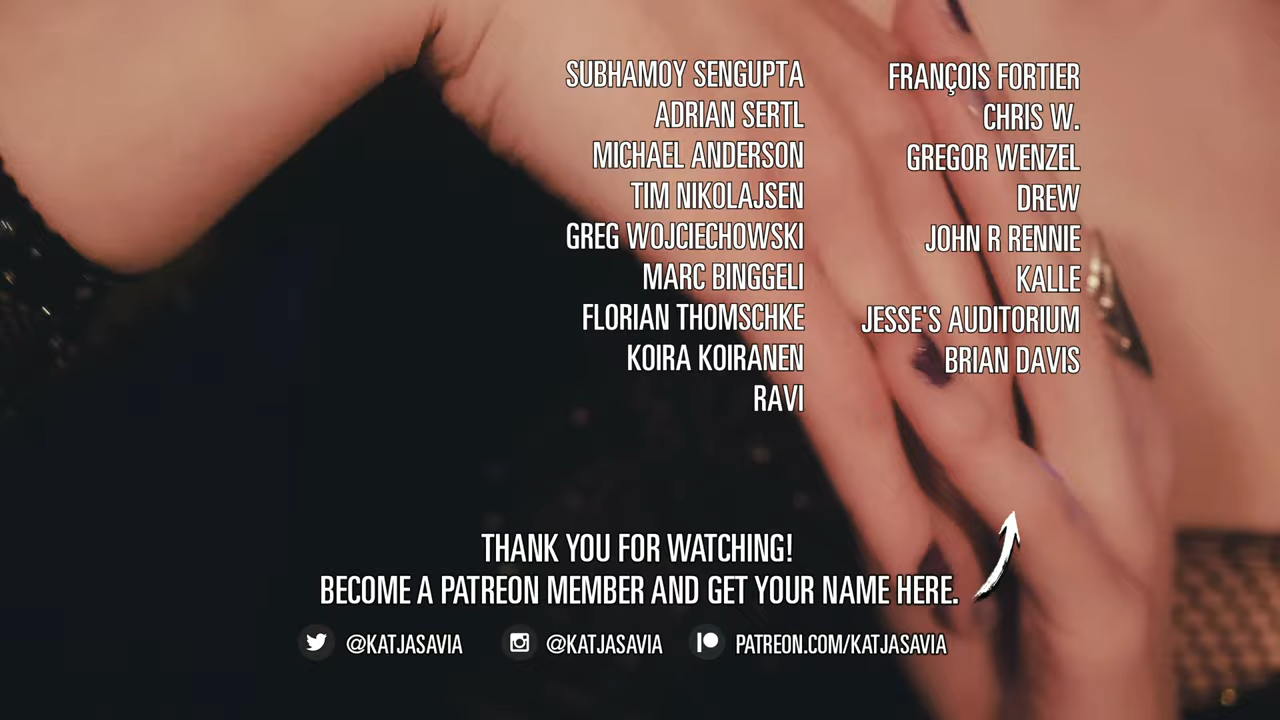 SUBHAMOY SENGUPTA
ADRIAN SERTL
MICHAEL ANDERSON
TIM NIKOLAJSEN
GREG WOJCIECHOWSKI
MARC BINGGELI
FLORIAN THOMSCHKE
KOIRA KOIRANEN
RAVI
FRANÇOIS FORTIER
CHRIS W.
GREGOR WENZEL
DREW
JOHN R RENNIE
KALLE
JESSE'S AUDITORIUM
BRIAN DAVIS
THANK YOU FOR WATCHING!
BECOME A PATREON MEMBER AND GET YOUR NAME HERE.
@KATJASAVIA @KATJASAVIA PATREON.COM/KATJASAVIA